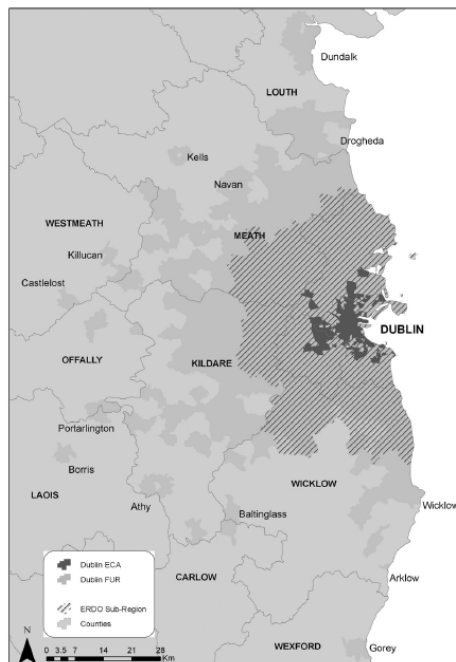 Dundalk
LOUTH
Drogheda
Kells
Navan
WESTMEATH
MEATH
Killucan
Castlelost
DUBLIN
OFFALLY
KILDARE
Portarlington
Borris
WICKLOW
LAOIS
Athy
Baltinglass
Wicklow
Dublin ECA
Dublin FUR
ERDO Sub-Region
Counties
CARLOW
Arklow
N
0 3.5 7 14 21 28
Km
WEXFORD
Gorey